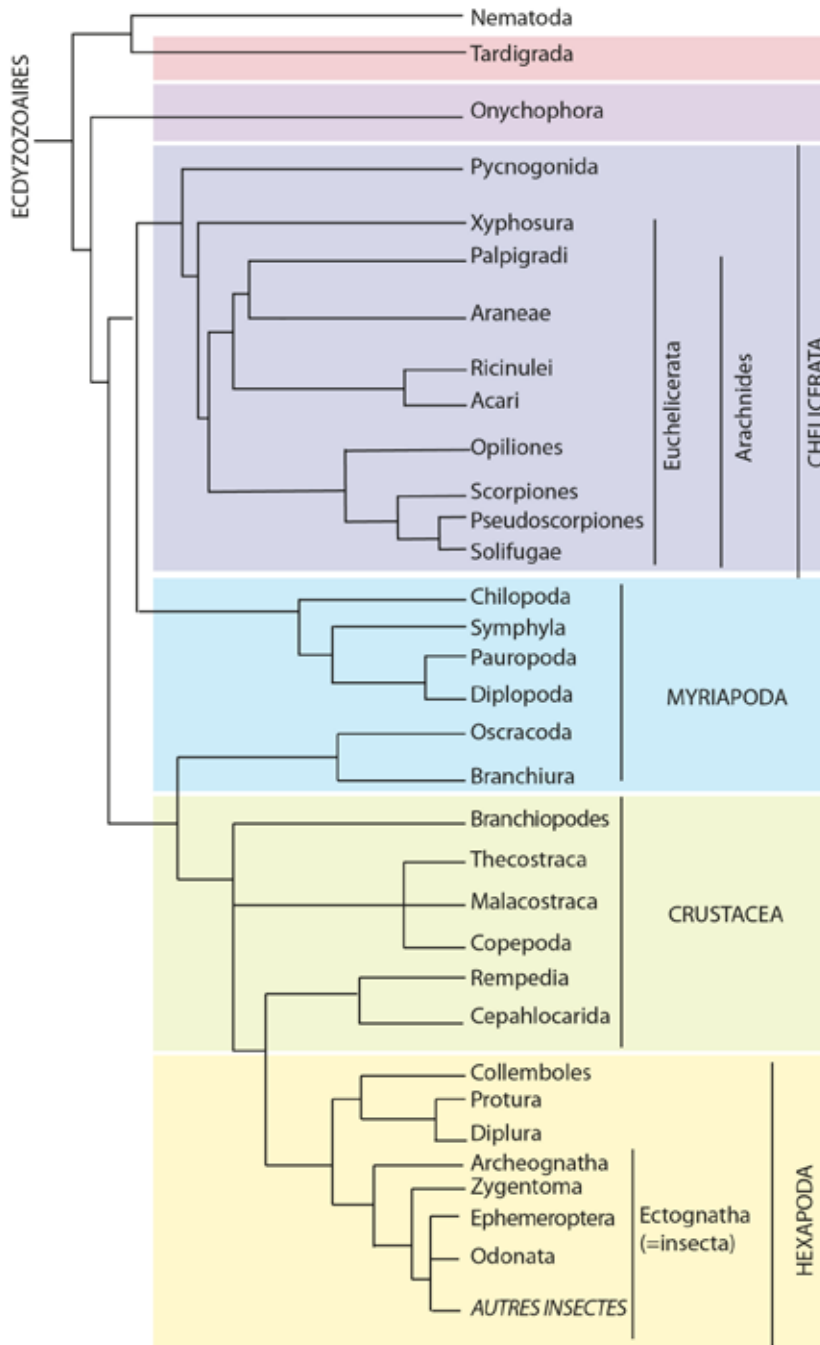 ECDYZOZOAIRES
Nematoda
Tardigrada
Onychophora
Pycnogonida
Xyphosura
Palpigradi
Araneae
Ricinulei
Acari
Opiliones
Scorpiones
Pseudoscorpiones
Solifugae
Euchelicerata
Arachnides
CHELICERATA
Chilopoda
Symphyla
Pauropoda
Diplopoda
Oscracoda
Branchiura
MYRIAPODA
Branchiopodes
Thecostraca
Malacostraca
Copepoda
Rempedia
Cepahlocarida
CRUSTACEA
Collemboles
Protura
Diplura
Archeognatha
Zygentoma
Ephemeroptera
Odonata
AUTRES INSECTES
Ectognatha
(=insecta)
HEXAPODA